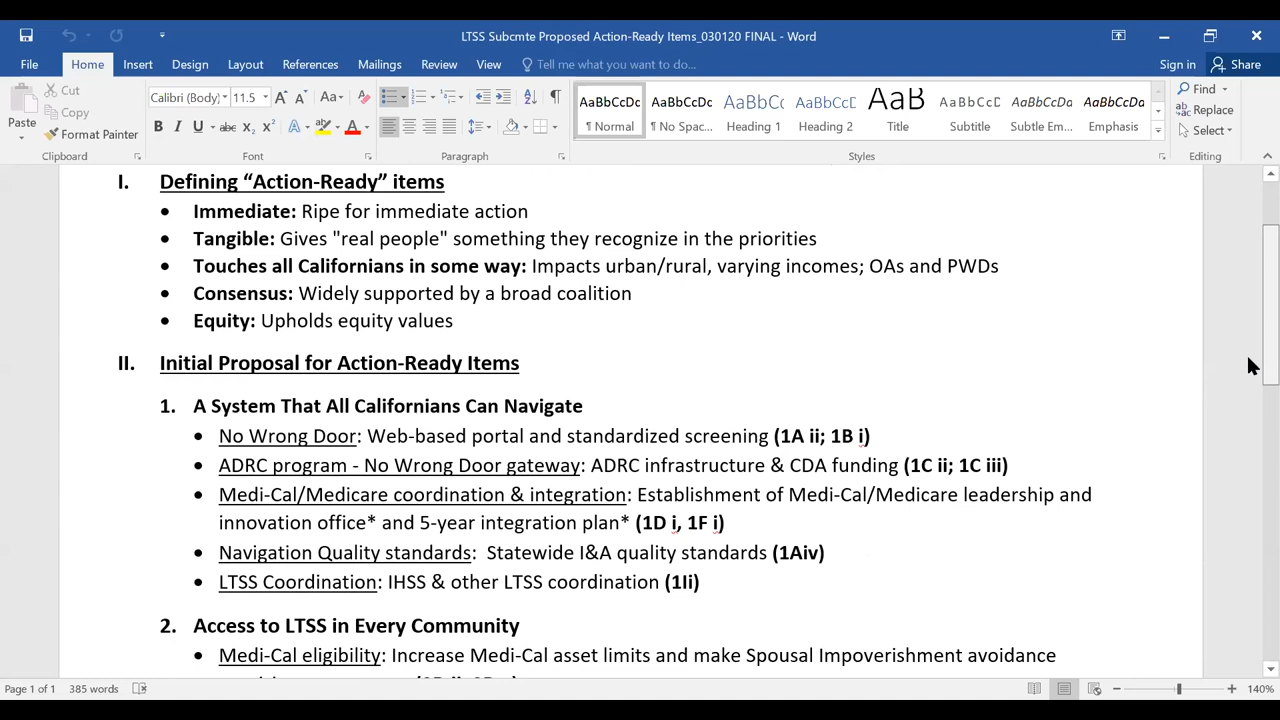 LTSS Subcmte Proposed Action-Ready Items_030120 FINAL - Word
File Home Insert Design Layout References Mailings Review View Tell me what you want to do... Sign in Share
Paste
Cut
Copy
Format Painter
Clipboard
Calibri (Body) 11.5
Font
Paragraph
AaBbCcDc AaBbCcDc AaBbCc AaBbCcD AaB AaBbCcD AaBbCcDa AaBbCcDa
¶ Normal ¶ No Spac... Heading 1 Heading 2 Title Subtitle Subtle Em... Emphasis
Styles
Find
Replace
Select
Editing
I. Defining “Action-Ready” items
• Immediate: Ripe for immediate action
• Tangible: Gives "real people" something they recognize in the priorities
• Touches all Californians in some way: Impacts urban/rural, varying incomes; OAs and PWDs
• Consensus: Widely supported by a broad coalition
• Equity: Upholds equity values
II. Initial Proposal for Action-Ready Items
1. A System That All Californians Can Navigate
• No Wrong Door: Web-based portal and standardized screening (1A ii; 1B i)
• ADRC program - No Wrong Door gateway: ADRC infrastructure & CDA funding (1C ii; 1C iii)
• Medi-Cal/Medicare coordination & integration: Establishment of Medi-Cal/Medicare leadership and
innovation office* and 5-year integration plan* (1D i, 1F i)
• Navigation Quality standards: Statewide I&A quality standards (1Aiv)
• LTSS Coordination: IHSS & other LTSS coordination (1Ii)
2. Access to LTSS in Every Community
• Medi-Cal eligibility: Increase Medi-Cal asset limits and make Spousal Impoverishment avoidance
Page 1 of 1 385 words 140%